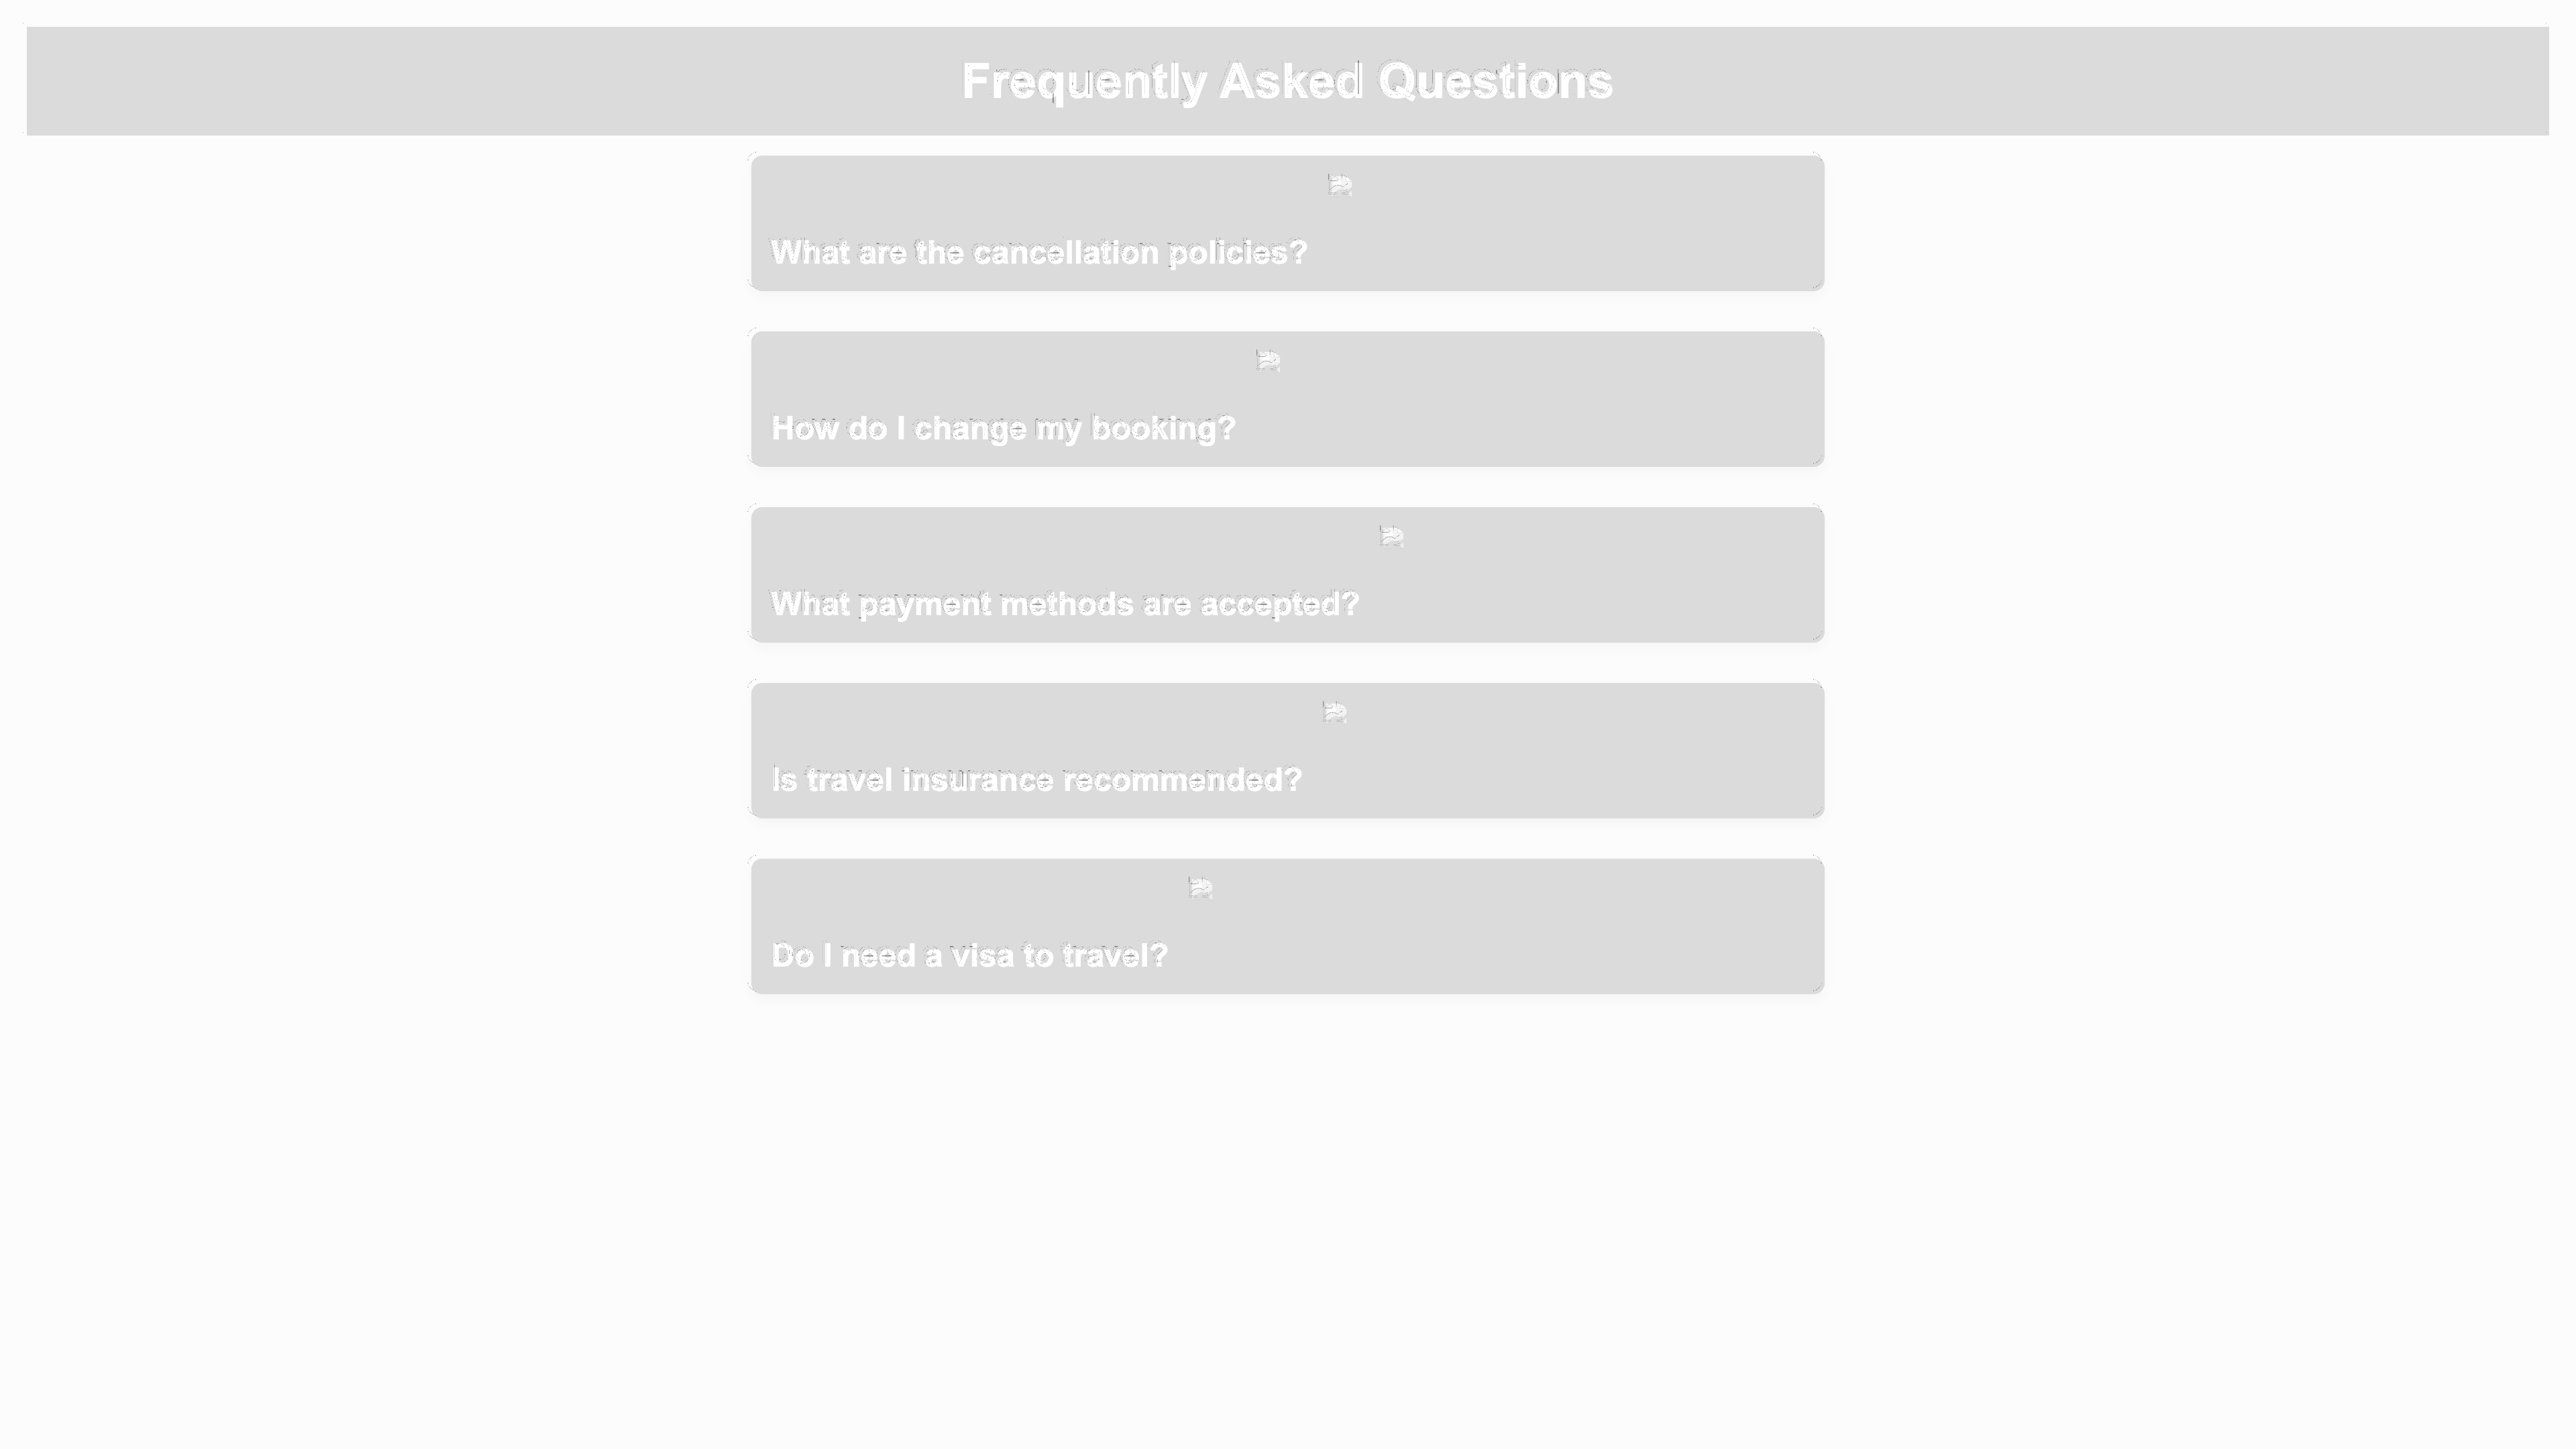 Frequently Asked Questions
What are the cancellation policies?
How do I change my booking?
What payment methods are accepted?
Is travel insurance recommended?
Do I need a visa to travel?